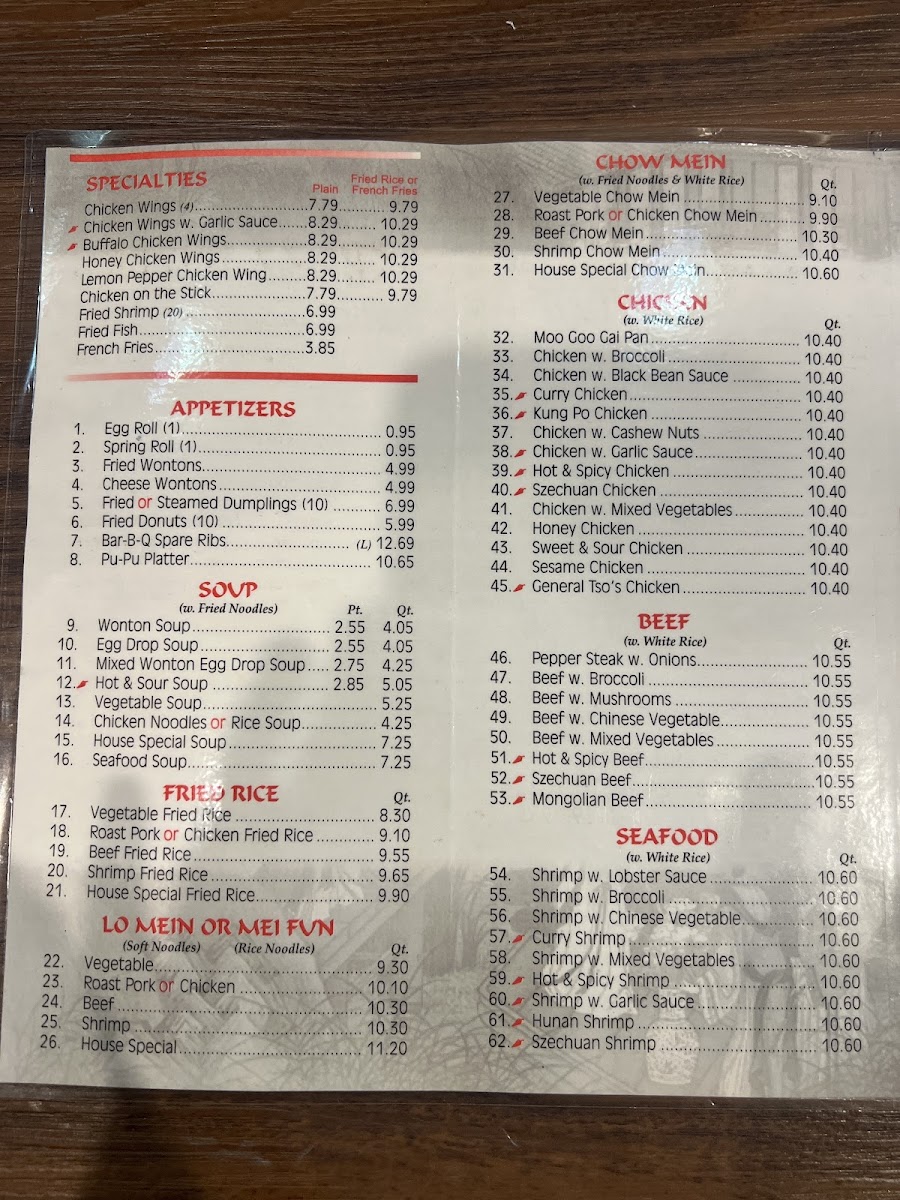 SPECIALTIES
Plain Fried Rice or French Fries
Chicken Wings (4) 7.79 9.79
Chicken Wings w. Garlic Sauce 8.29 10.29
Buffalo Chicken Wings 8.29 10.29
Honey Chicken Wings 8.29 10.29
Lemon Pepper Chicken Wing 8.29 10.29
Chicken on the Stick 7.79 9.79
Fried Shrimp (20) 6.99
Fried Fish 6.99
French Fries 3.85
APPETIZERS
1. Egg Roll (1) 0.95
2. Spring Roll (1) 0.95
3. Fried Wontons 4.99
4. Cheese Wontons 4.99
5. Fried or Steamed Dumplings (10) 6.99
6. Fried Donuts (10) 5.99
7. Bar-B-Q Spare Ribs (L) 12.69
8. Pu-Pu Platter 10.65
SOUP
(w. Fried Noodles) Pt. Qt.
9. Wonton Soup 2.55 4.05
10. Egg Drop Soup 2.55 4.05
11. Mixed Wonton Egg Drop Soup 2.75 4.25
12. Hot & Sour Soup 2.85 5.05
13. Vegetable Soup 5.25
14. Chicken Noodles or Rice Soup 4.25
15. House Special Soup 7.25
16. Seafood Soup 7.25
FRIED RICE
Qt.
17. Vegetable Fried Rice 8.30
18. Roast Pork or Chicken Fried Rice 9.10
19. Beef Fried Rice 9.55
20. Shrimp Fried Rice 9.65
21. House Special Fried Rice 9.90
LO MEIN OR MEI FUN
(Soft Noodles) (Rice Noodles) Qt.
22. Vegetable 9.30
23. Roast Pork or Chicken 10.10
24. Beef 10.30
25. Shrimp 10.30
26. House Special 11.20
CHOW MEIN
(w. Fried Noodles & White Rice) Qt.
27. Vegetable Chow Mein 9.10
28. Roast Pork or Chicken Chow Mein 9.90
29. Beef Chow Mein 10.30
30. Shrimp Chow Mein 10.40
31. House Special Chow Mein 10.60
CHICKEN
(w. White Rice) Qt.
32. Moo Goo Gai Pan 10.40
33. Chicken w. Broccoli 10.40
34. Chicken w. Black Bean Sauce 10.40
35. Curry Chicken 10.40
36. Kung Po Chicken 10.40
37. Chicken w. Cashew Nuts 10.40
38. Chicken w. Garlic Sauce 10.40
39. Hot & Spicy Chicken 10.40
40. Szechuan Chicken 10.40
41. Chicken w. Mixed Vegetables 10.40
42. Honey Chicken 10.40
43. Sweet & Sour Chicken 10.40
44. Sesame Chicken 10.40
45. General Tso's Chicken 10.40
BEEF
(w. White Rice) Qt.
46. Pepper Steak w. Onions 10.55
47. Beef w. Broccoli 10.55
48. Beef w. Mushrooms 10.55
49. Beef w. Chinese Vegetable 10.55
50. Beef w. Mixed Vegetables 10.55
51. Hot & Spicy Beef 10.55
52. Szechuan Beef 10.55
53. Mongolian Beef 10.55
SEAFOOD
(w. White Rice) Qt.
54. Shrimp w. Lobster Sauce 10.60
55. Shrimp w. Broccoli 10.60
56. Shrimp w. Chinese Vegetable 10.60
57. Curry Shrimp 10.60
58. Shrimp w. Mixed Vegetables 10.60
59. Hot & Spicy Shrimp 10.60
60. Shrimp w. Garlic Sauce 10.60
61. Hunan Shrimp 10.60
62. Szechuan Shrimp 10.60